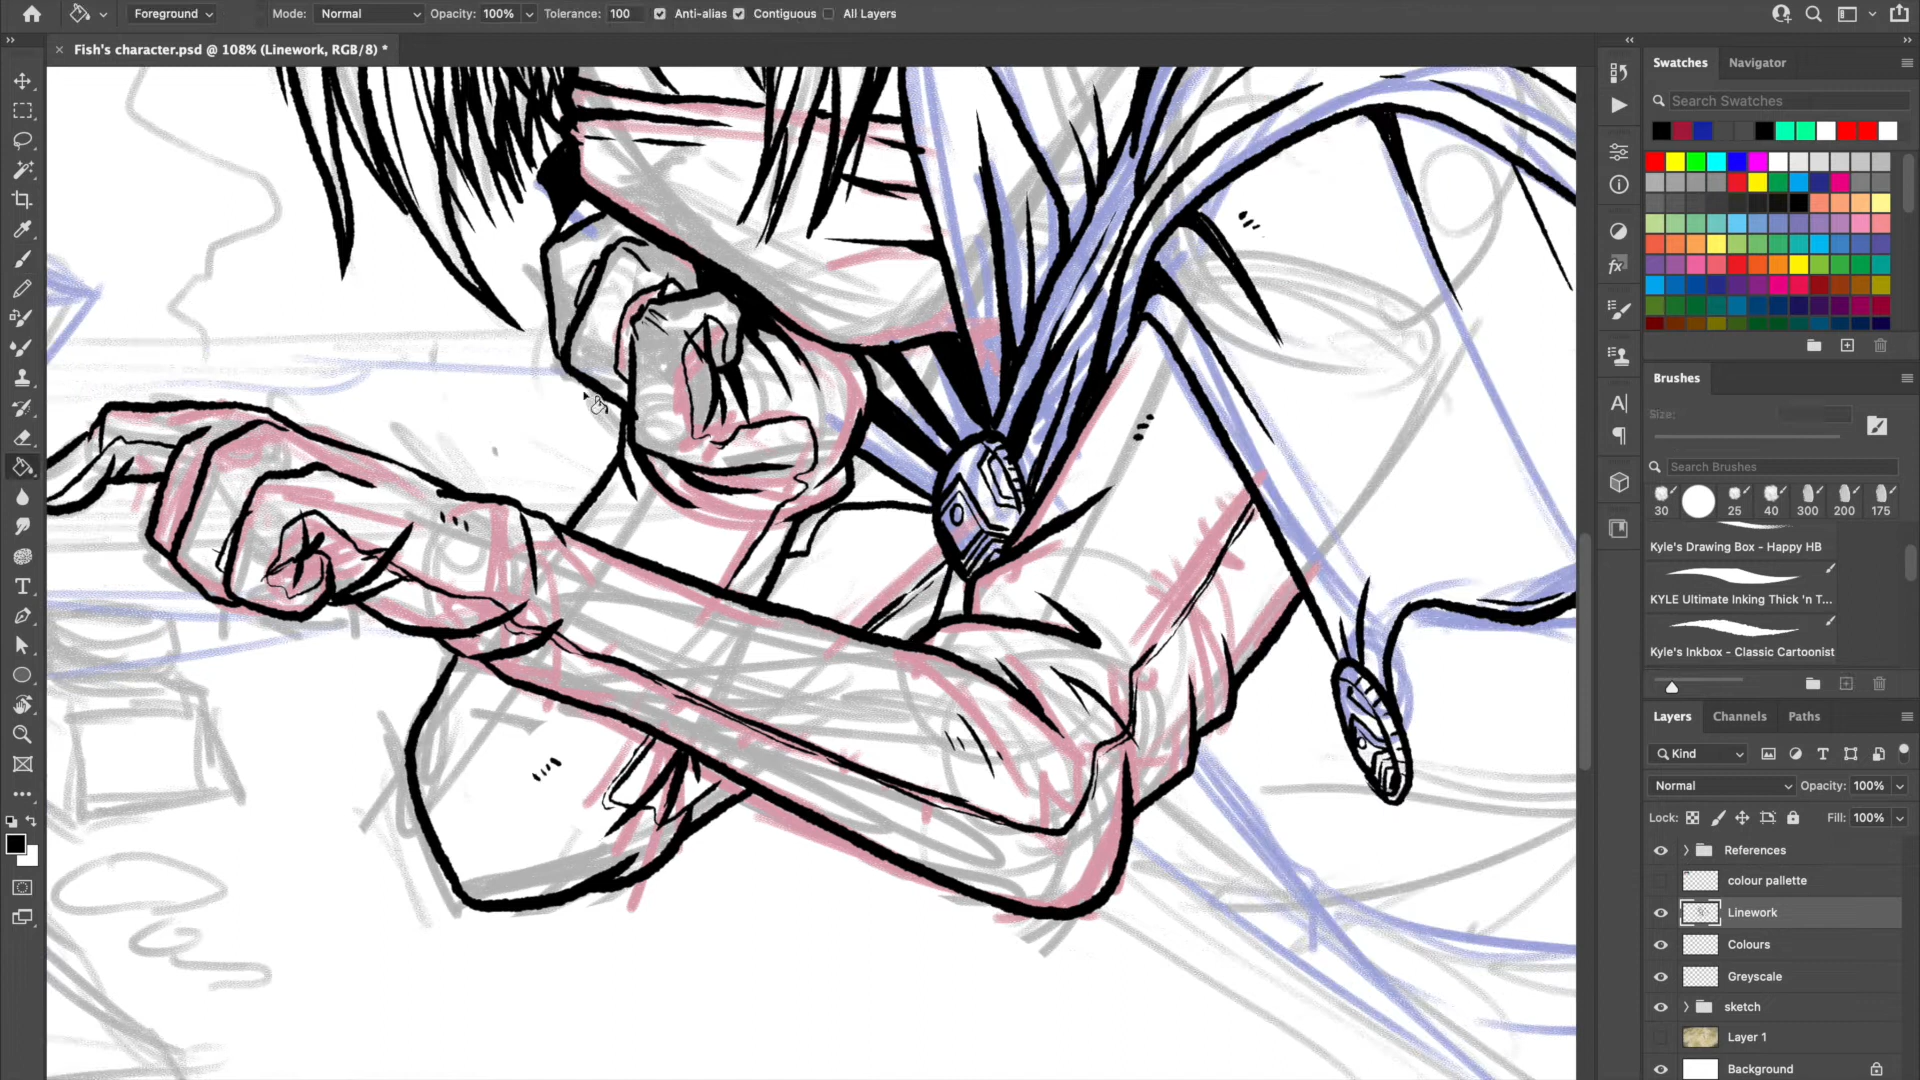 Foreground
Mode: Normal
Opacity: 100%
Tolerance: 100
Anti-alias
Contiguous
All Layers
Fish's character.psd @ 108% (Linework, RGB/8) *
Swatches
Navigator
Search Swatches
Brushes
Size:
Search Brushes
30
25
40
300
200
175
Kyle's Drawing Box - Happy HB
KYLE Ultimate Inking Thick 'n T...
Kyle's Inkbox - Classic Cartoonist
Layers
Channels
Paths
Kind
Normal
Opacity: 100%
Lock:
Fill: 100%
References
colour pallette
Linework
Colours
Greyscale
sketch
Layer 1
Background